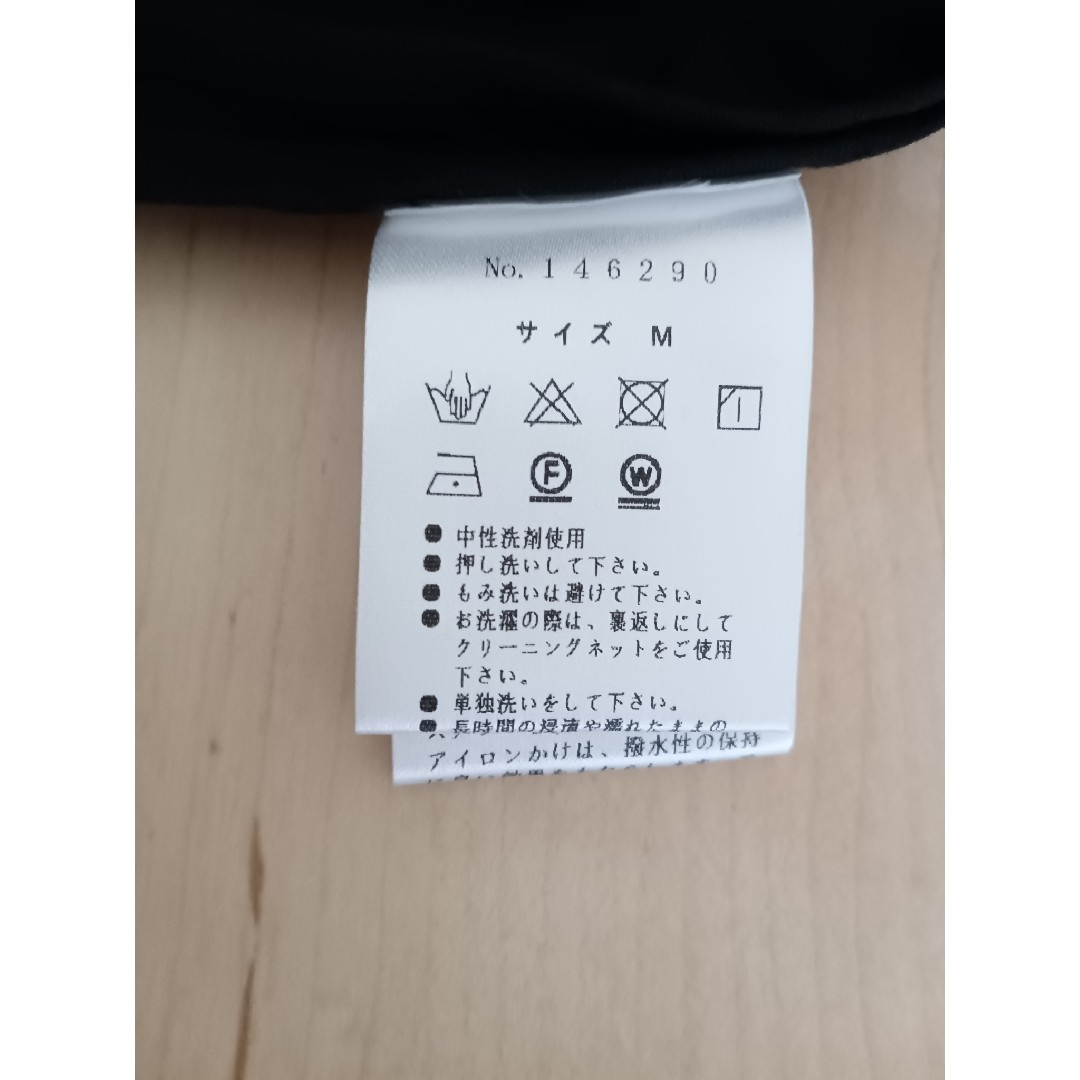 No. 146290
サイズ M
F W
● 中性洗剤使用
● 押し洗いして下さい。
● もみ洗いは避けて下さい。
● お洗濯の際は、裏返しにして
クリーニングネットをご使用
下さい。
● 単独洗いをして下さい。
● 長時間の浸漬や濡れたままの
アイロンかけは、撥水性の保持